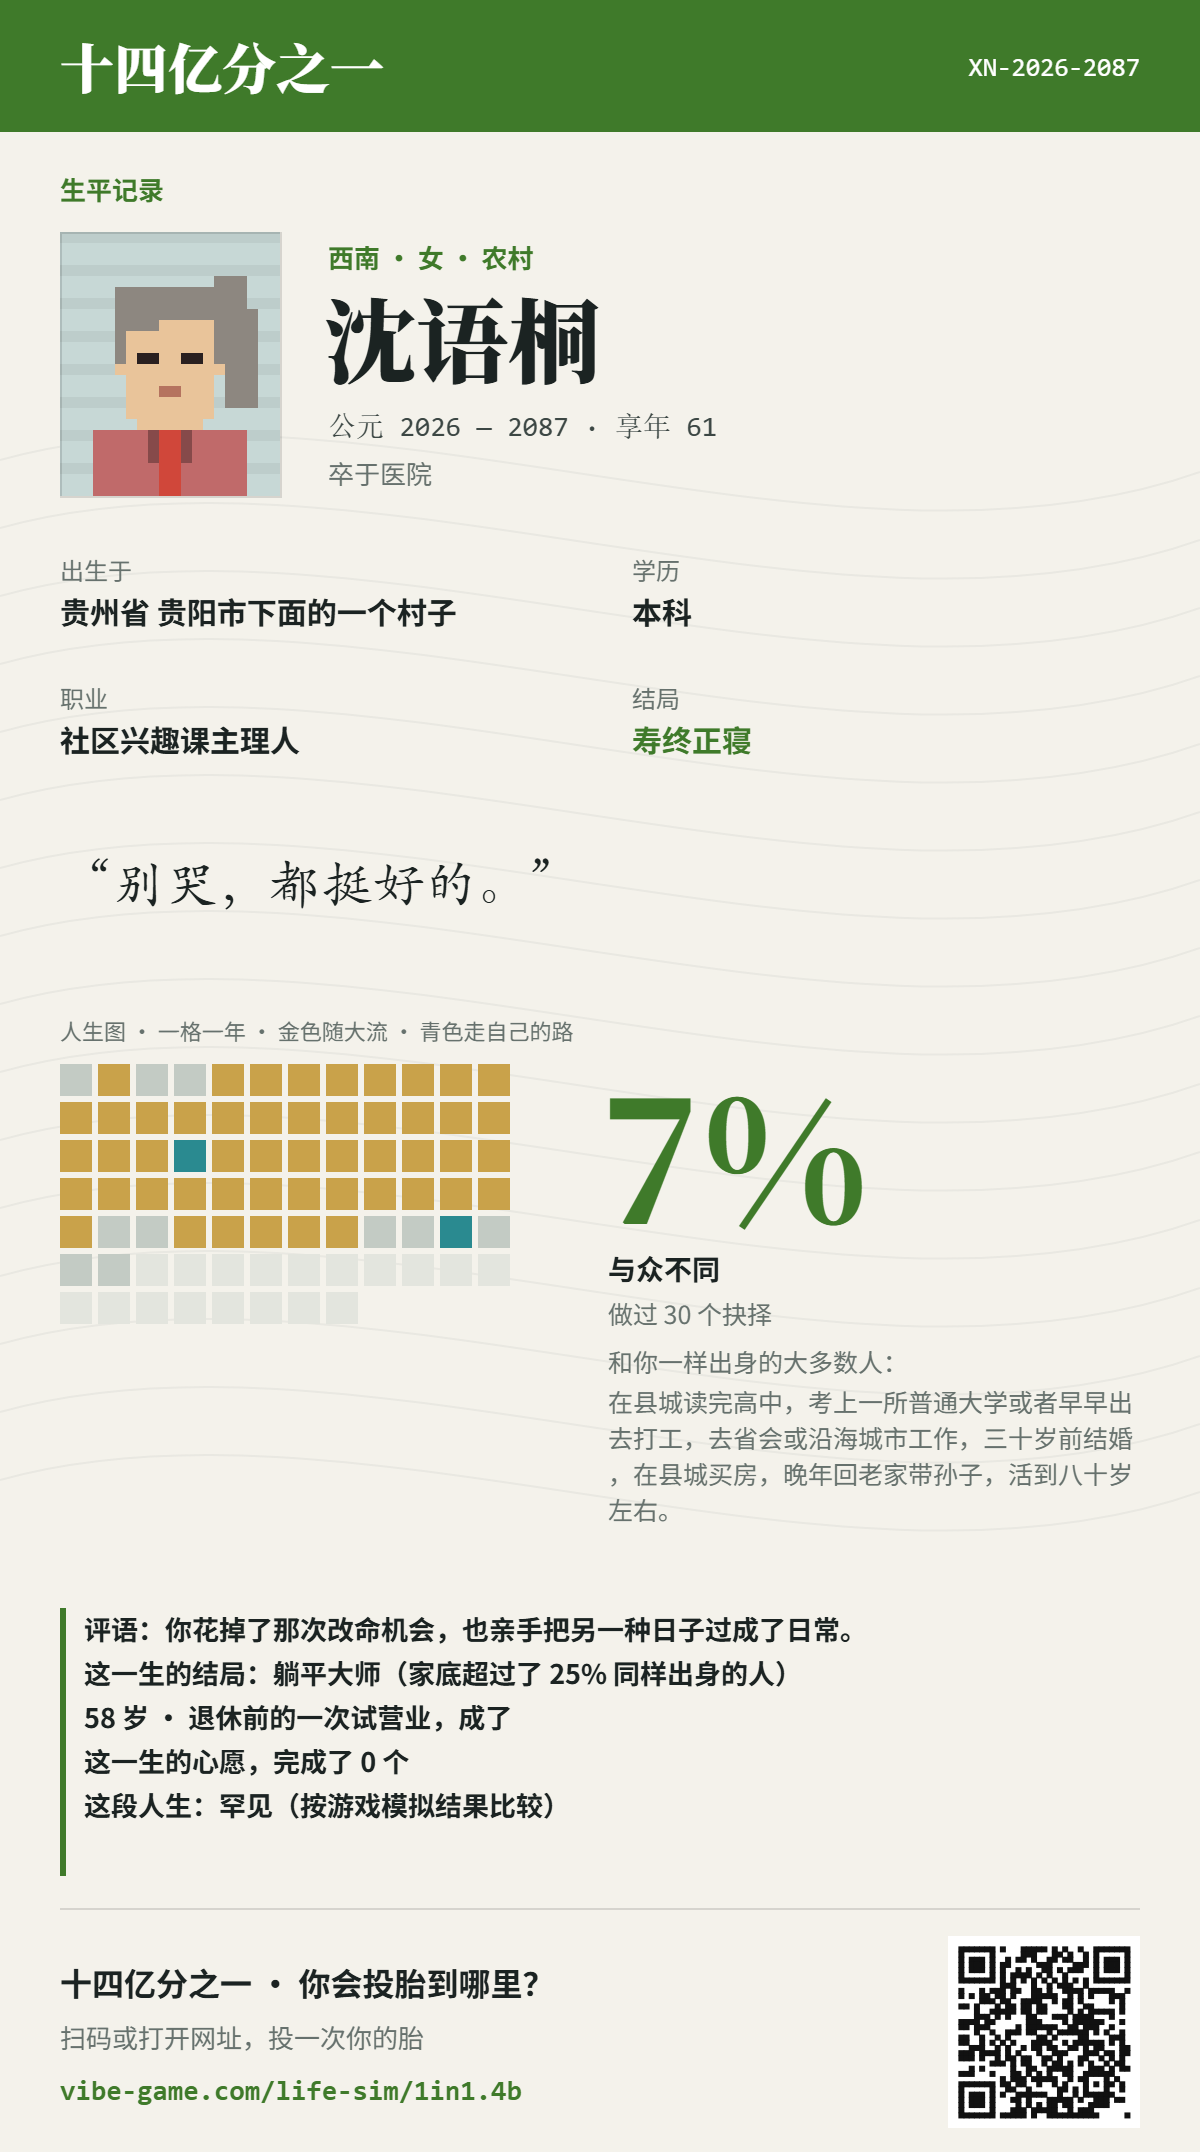 十四亿分之一
XN-2026-2087
生平记录
西南 · 女 · 农村
沈语桐
公元 2026 — 2087 · 享年 61
卒于医院
出生于
贵州省 贵阳市下面的一个村子
学历
本科
职业
社区兴趣课主理人
结局
寿终正寝
“别哭，都挺好的。”
人生图 · 一格一年 · 金色随大流 · 青色走自己的路
7%
与众不同
做过 30 个抉择
和你一样出身的大多数人：
在县城读完高中，考上一所普通大学或者早早出
去打工，去省会或沿海城市工作，三十岁前结婚
，在县城买房，晚年回老家带孙子，活到八十岁
左右。
评语：你花掉了那次改命机会，也亲手把另一种日子过成了日常。
这一生的结局：躺平大师（家底超过了 25% 同样出身的人）
58 岁 · 退休前的一次试营业，成了
这一生的心愿，完成了 0 个
这段人生：罕见（按游戏模拟结果比较）
十四亿分之一 · 你会投胎到哪里？
扫码或打开网址，投一次你的胎
vibe-game.com/life-sim/1in1.4b